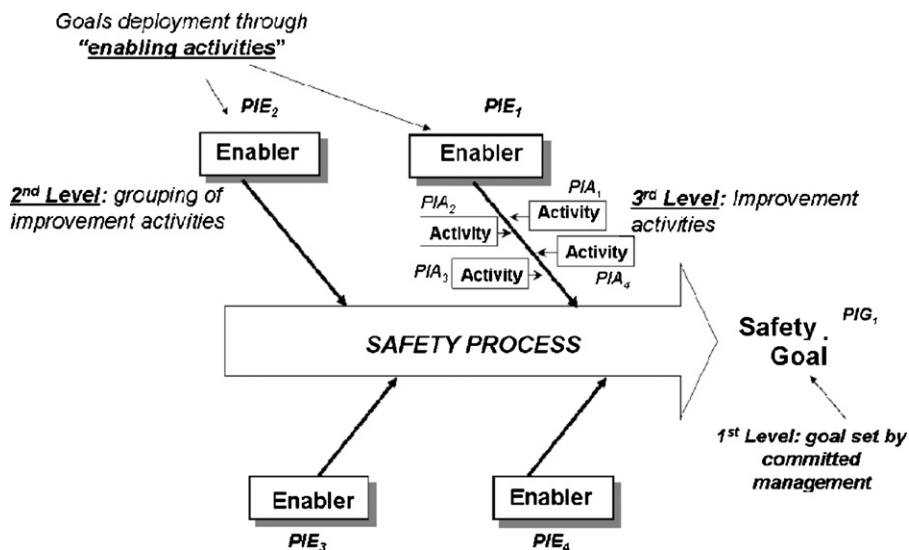 Goals deployment through
“enabling activities”
PIE₂
PIE₁
Enabler
Enabler
2nd Level: grouping of
improvement activities
PIA₁
PIA₂
Activity
Activity
Activity
PIA₃
Activity
PIA₄
3rd Level: Improvement
activities
SAFETY PROCESS
Safety .
Goal
PIG₁
1st Level: goal set by
committed
management
Enabler
Enabler
PIE₃
PIE₄